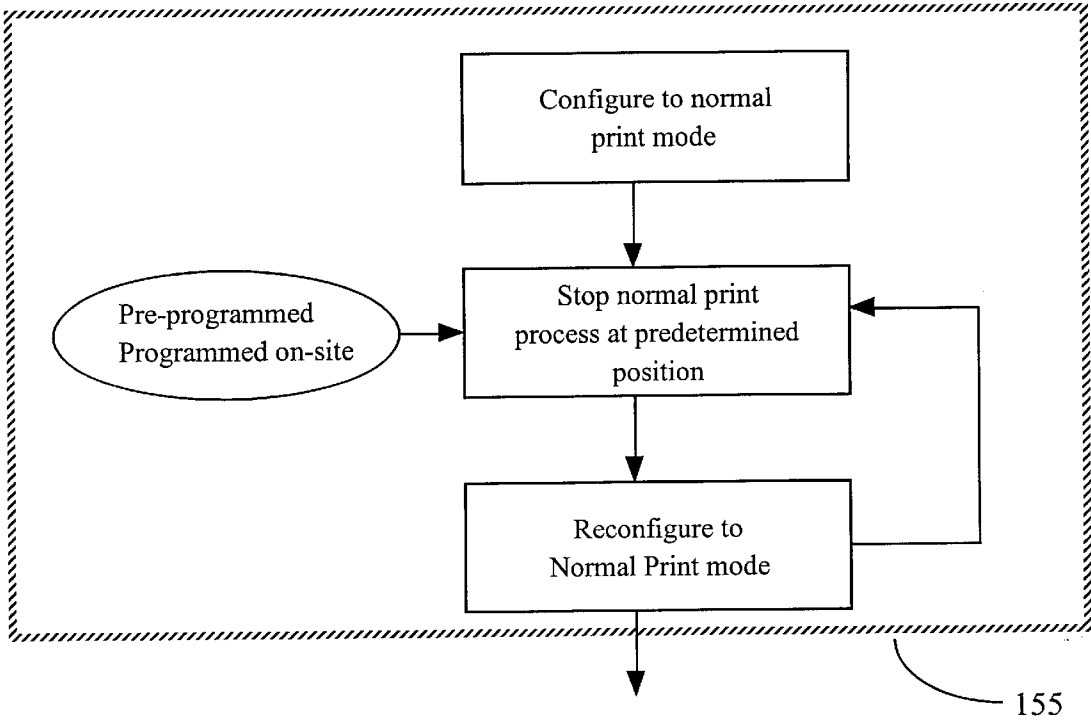 Configure to normal
print mode
Pre-programmed
Programmed on-site
Stop normal print
process at predetermined
position
Reconfigure to
Normal Print mode
155